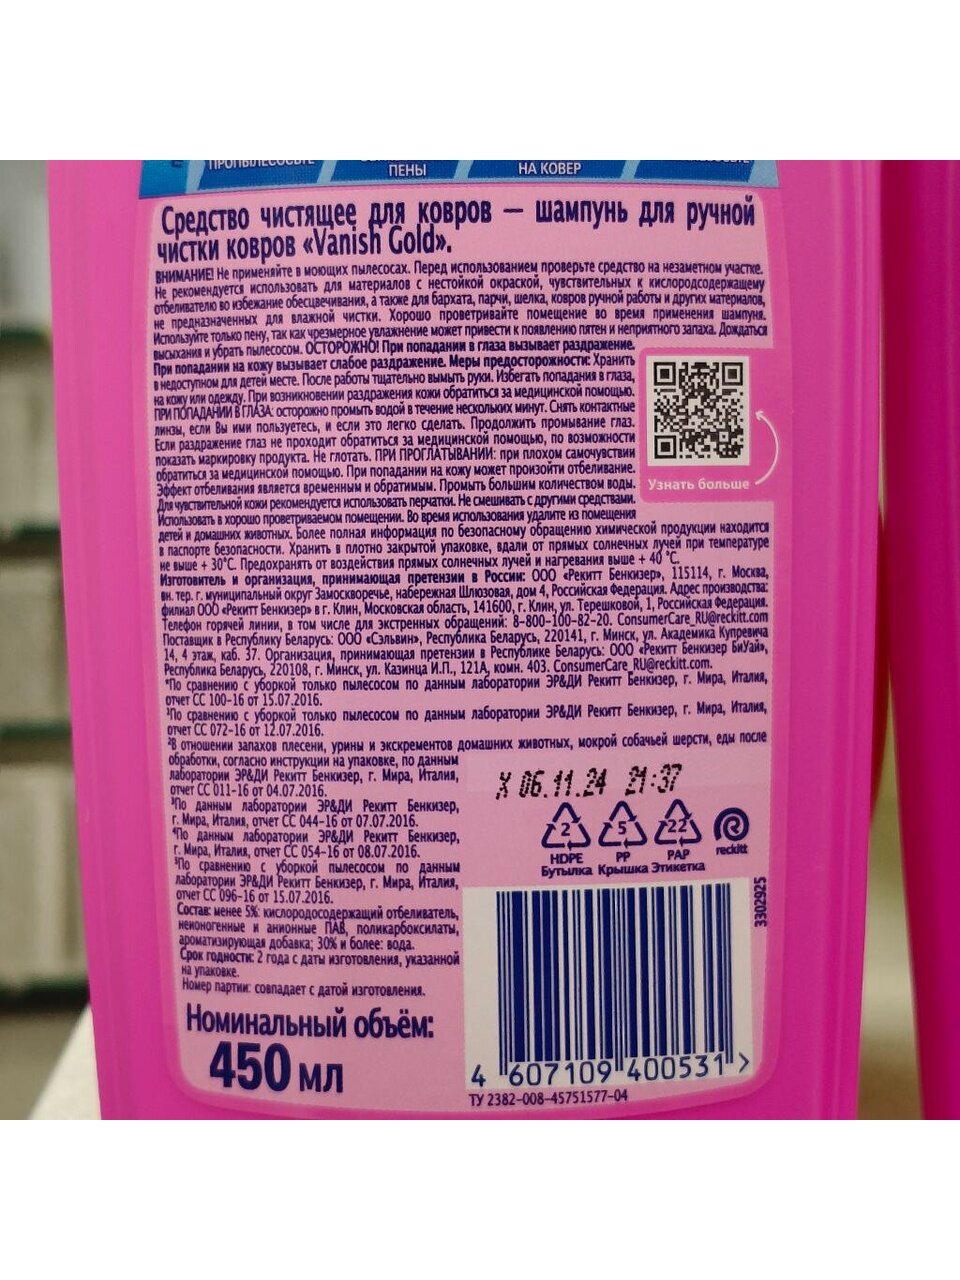 ПРОПЫЛЕСОСЬТЕ
ПЕНЫ
НА КОВЕР
Средство чистящее для ковров — шампунь для ручной
чистки ковров «Vanish Gold».
ВНИМАНИЕ! Не применяйте в моющих пылесосах. Перед использованием проверьте средство на незаметном участке.
Не рекомендуется использовать для материалов с нестойкой окраской, чувствительных к кислородсодержащему
отбеливателю во избежание обесцвечивания, а также для бархата, парчи, шелка, ковров ручной работы и других материалов,
не предназначенных для влажной чистки. Хорошо проветривайте помещение во время применения шампуня.
Используйте только пену, так как чрезмерное увлажнение может привести к появлению пятен и неприятного запаха. Дождаться
высыхания и убрать пылесосом. ОСТОРОЖНО! При попадании в глаза вызывает раздражение.
При попадании на кожу вызывает слабое раздражение. Меры предосторожности: Хранить
в недоступном для детей месте. После работы тщательно вымыть руки. Избегать попадания в глаза,
на кожу или одежду. При возникновении раздражения кожи обратиться за медицинской помощью.
ПРИ ПОПАДАНИИ В ГЛАЗА: осторожно промыть водой в течение нескольких минут. Снять контактные
линзы, если Вы ими пользуетесь, и если это легко сделать. Продолжить промывание глаз.
Если раздражение глаз не проходит обратиться за медицинской помощью, по возможности
показать маркировку продукта. Не глотать. ПРИ ПРОГЛАТЫВАНИИ: при плохом самочувствии
обратиться за медицинской помощью. При попадании на кожу может произойти отбеливание.
Эффект отбеливания является временным и обратимым. Промыть большим количеством воды.
Для чувствительной кожи рекомендуется использовать перчатки. Не смешивать с другими средствами.
Использовать в хорошо проветриваемом помещении. Во время использования удалите из помещения
детей и домашних животных. Более полная информация по безопасному обращению химической продукции находится
в паспорте безопасности. Хранить в плотно закрытой упаковке, вдали от прямых солнечных лучей при температуре
не выше + 30°С. Предохранять от воздействия прямых солнечных лучей и нагревания выше + 40 °С.
Узнать больше
Изготовитель и организация, принимающая претензии в России: ООО «Рекитт Бенкизер», 115114, г. Москва,
вн. тер. г. муниципальный округ Замоскворечье, набережная Шлюзовая, дом 4, Российская Федерация. Адрес производства:
филиал ООО «Рекитт Бенкизер» в г. Клин, Московская область, 141600, г. Клин, ул. Терешковой, 1, Российская Федерация.
Телефон горячей линии, в том числе для экстренных обращений: 8-800-100-82-20. ConsumerCare_RU@reckitt.com
Поставщик в Республику Беларусь: ООО «Сэльвин», Республика Беларусь, 220141, г. Минск, ул. Академика Купревича
14, 4 этаж, каб. 37. Организация, принимающая претензии в Республике Беларусь: ООО «Рекитт Бенкизер БиУай»,
Республика Беларусь, 220108, г. Минск, ул. Казинца И.П., 121А, комн. 403. ConsumerCare_RU@reckitt.com.
*По сравнению с уборкой только пылесосом по данным лаборатории ЭР&ДИ Рекитт Бенкизер, г. Мира, Италия,
отчет СС 100-16 от 15.07.2016.
¹По сравнению с уборкой только пылесосом по данным лаборатории ЭР&ДИ Рекитт Бенкизер, г. Мира, Италия,
отчет СС 072-16 от 12.07.2016.
²В отношении запахов плесени, урины и экскрементов домашних животных, мокрой собачьей шерсти, еды после
обработки, согласно инструкции на упаковке, по данным
лаборатории ЭР&ДИ Рекитт Бенкизер, г. Мира, Италия,
отчет СС 011-16 от 04.07.2016.
³По данным лаборатории ЭР&ДИ Рекитт Бенкизер,
г. Мира, Италия, отчет СС 044-16 от 07.07.2016.
⁴По данным лаборатории ЭР&ДИ Рекитт Бенкизер,
г. Мира, Италия, отчет СС 054-16 от 08.07.2016.
⁵По сравнению с уборкой пылесосом по данным
лаборатории ЭР&ДИ Рекитт Бенкизер, г. Мира, Италия,
отчет СС 096-16 от 15.07.2016.
Состав: менее 5%: кислородосодержащий отбеливатель,
неионогенные и анионные ПАВ, поликарбоксилаты,
ароматизирующая добавка; 30% и более: вода.
Срок годности: 2 года с даты изготовления, указанной
на упаковке.
Номер партии: совпадает с датой изготовления.
Номинальный объём:
450 мл
X 06.11.24 21:37
2 5 22
HDPE PP PAP reckitt
Бутылка Крышка Этикетка
3302925
4 607109 400531 >
ТУ 2382-008-45751577-04